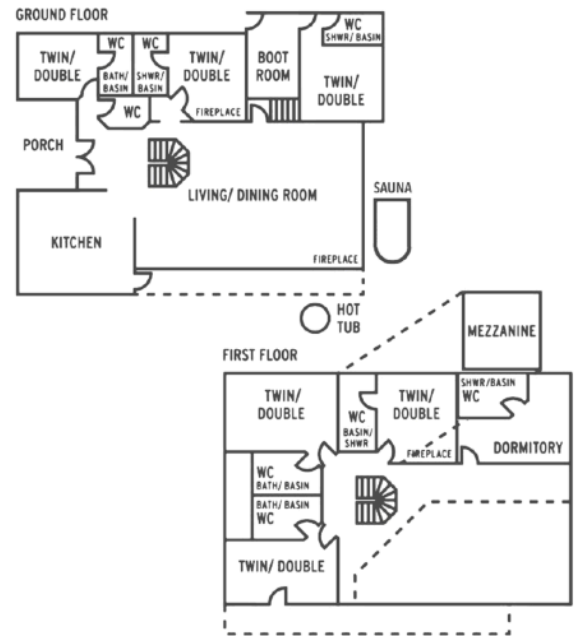 GROUND FLOOR
WC
SHWR/BASIN
TWIN/
DOUBLE
WC
BATH/
BASIN
WC
SHWR/
BASIN
TWIN/
DOUBLE
FIREPLACE
BOOT
ROOM
TWIN/
DOUBLE
WC
PORCH
LIVING/ DINING ROOM
SAUNA
KITCHEN
FIREPLACE
HOT
TUB
MEZZANINE
FIRST FLOOR
TWIN/
DOUBLE
WC
BASIN/
SHWR
TWIN/
DOUBLE
FIREPLACE
SHWR/BASIN
WC
DORMITORY
WC
BATH/ BASIN
BATH/ BASIN
WC
TWIN/ DOUBLE